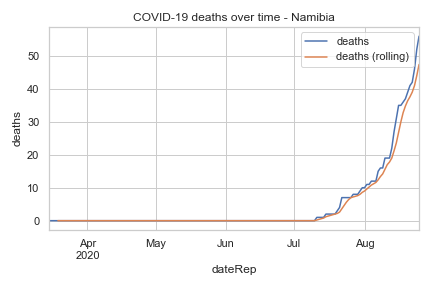 COVID-19 deaths over time - Namibia
deaths
deaths (rolling)
50
40
30
20
10
0
deaths
Apr
2020
May
Jun
Jul
Aug
dateRep